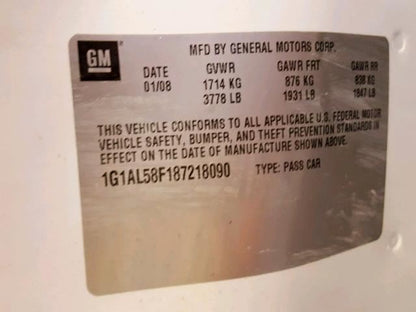 GM
MFD BY GENERAL MOTORS CORP.
DATE GVWR GAWR FRT GAWR RR
01/08 1714 KG 876 KG 838 KG
3778 LB 1931 LB 1847 LB
THIS VEHICLE CONFORMS TO ALL APPLICABLE U.S. FEDERAL MOTOR
VEHICLE SAFETY, BUMPER, AND THEFT PREVENTION STANDARDS IN
EFFECT ON THE DATE OF MANUFACTURE SHOWN ABOVE.
1G1AL58F187218090 TYPE: PASS CAR